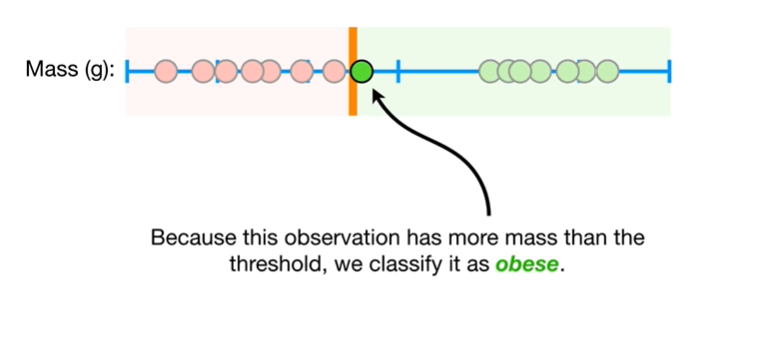 Mass (g):
Because this observation has more mass than the
threshold, we classify it as obese.